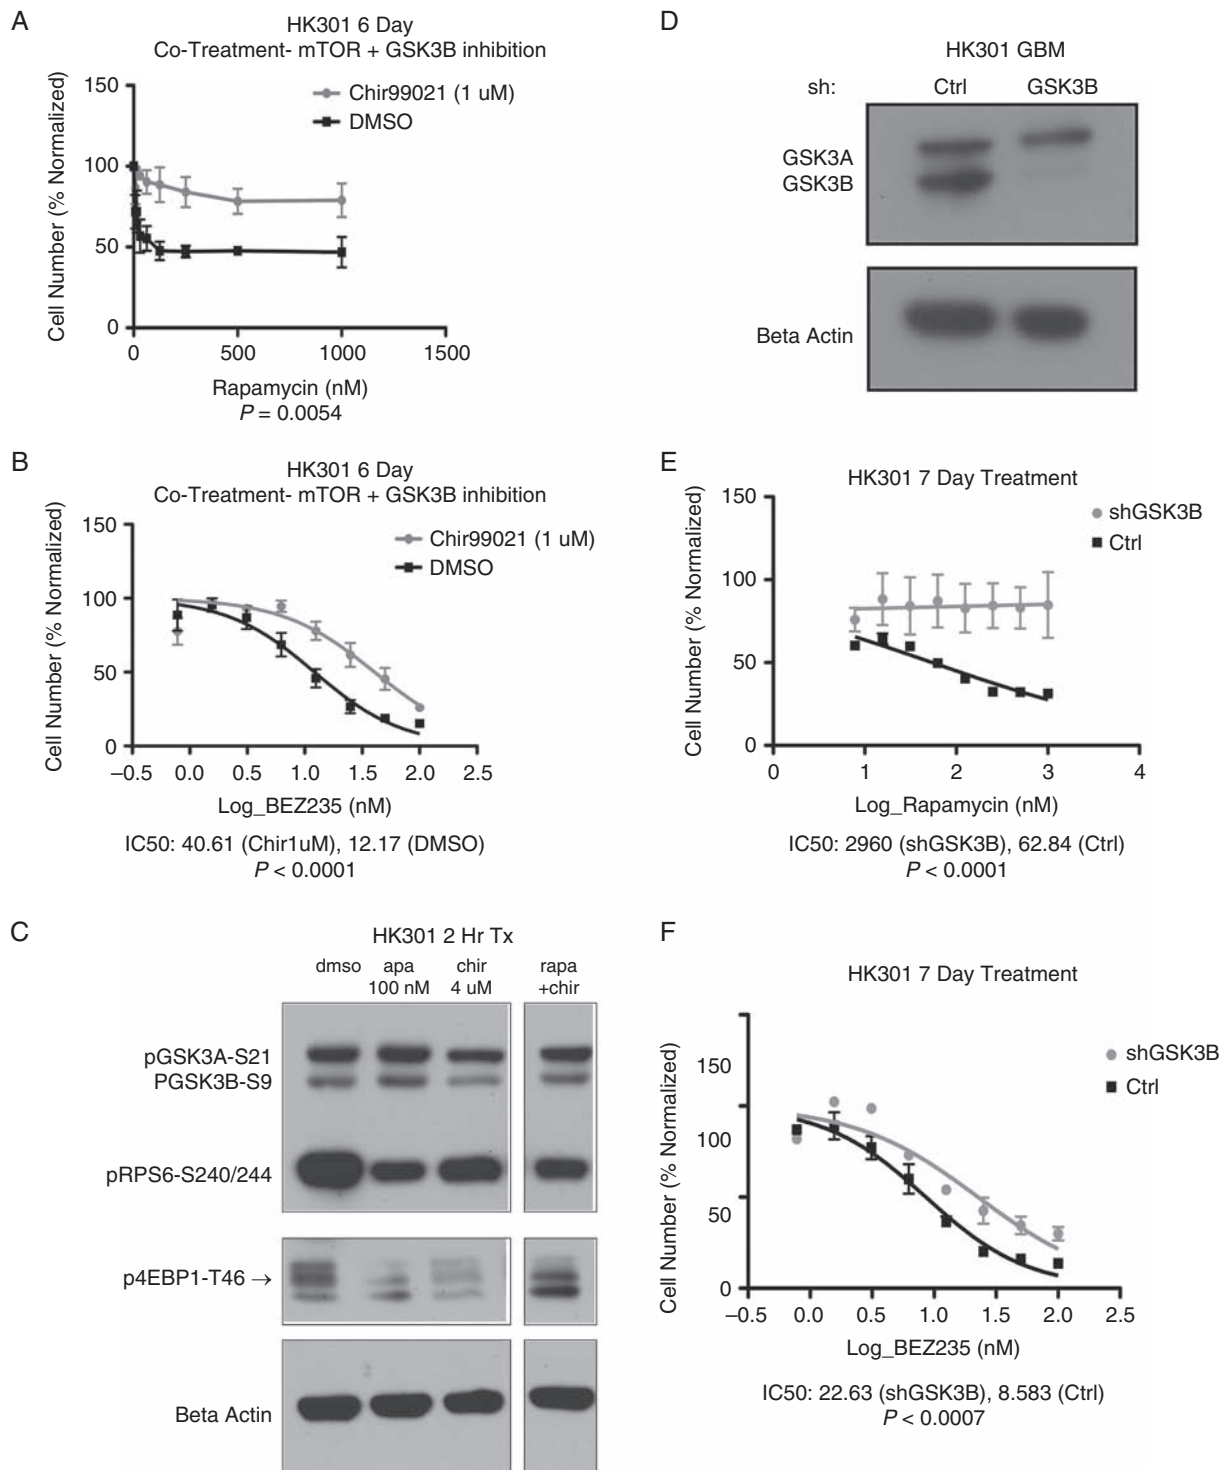 A
HK301 6 Day
Co-Treatment- mTOR + GSK3B inhibition
Cell Number (% Normalized)
150
100
50
0
Chir99021 (1 uM)
DMSO
0 500 1000 1500
Rapamycin (nM)
P = 0.0054
B
HK301 6 Day
Co-Treatment- mTOR + GSK3B inhibition
Cell Number (% Normalized)
150
100
50
0
Chir99021 (1 uM)
DMSO
−0.5 0.0 0.5 1.0 1.5 2.0 2.5
Log_BEZ235 (nM)
IC50: 40.61 (Chir1uM), 12.17 (DMSO)
P < 0.0001
C
HK301 2 Hr Tx
dmso apa chir rapa
100 nM 4 uM +chir
pGSK3A-S21
PGSK3B-S9
pRPS6-S240/244
p4EBP1-T46 →
Beta Actin
D
HK301 GBM
sh: Ctrl GSK3B
GSK3A
GSK3B
Beta Actin
E
HK301 7 Day Treatment
Cell Number (% Normalized)
150
100
50
0
shGSK3B
Ctrl
0 1 2 3 4
Log_Rapamycin (nM)
IC50: 2960 (shGSK3B), 62.84 (Ctrl)
P < 0.0001
F
HK301 7 Day Treatment
Cell Number (% Normalized)
150
100
50
0
shGSK3B
Ctrl
−0.5 0.0 0.5 1.0 1.5 2.0 2.5
Log_BEZ235 (nM)
IC50: 22.63 (shGSK3B), 8.583 (Ctrl)
P < 0.0007